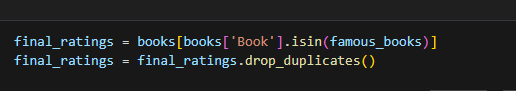 final_ratings = books[books['Book'].isin(famous_books)]
final_ratings = final_ratings.drop_duplicates()